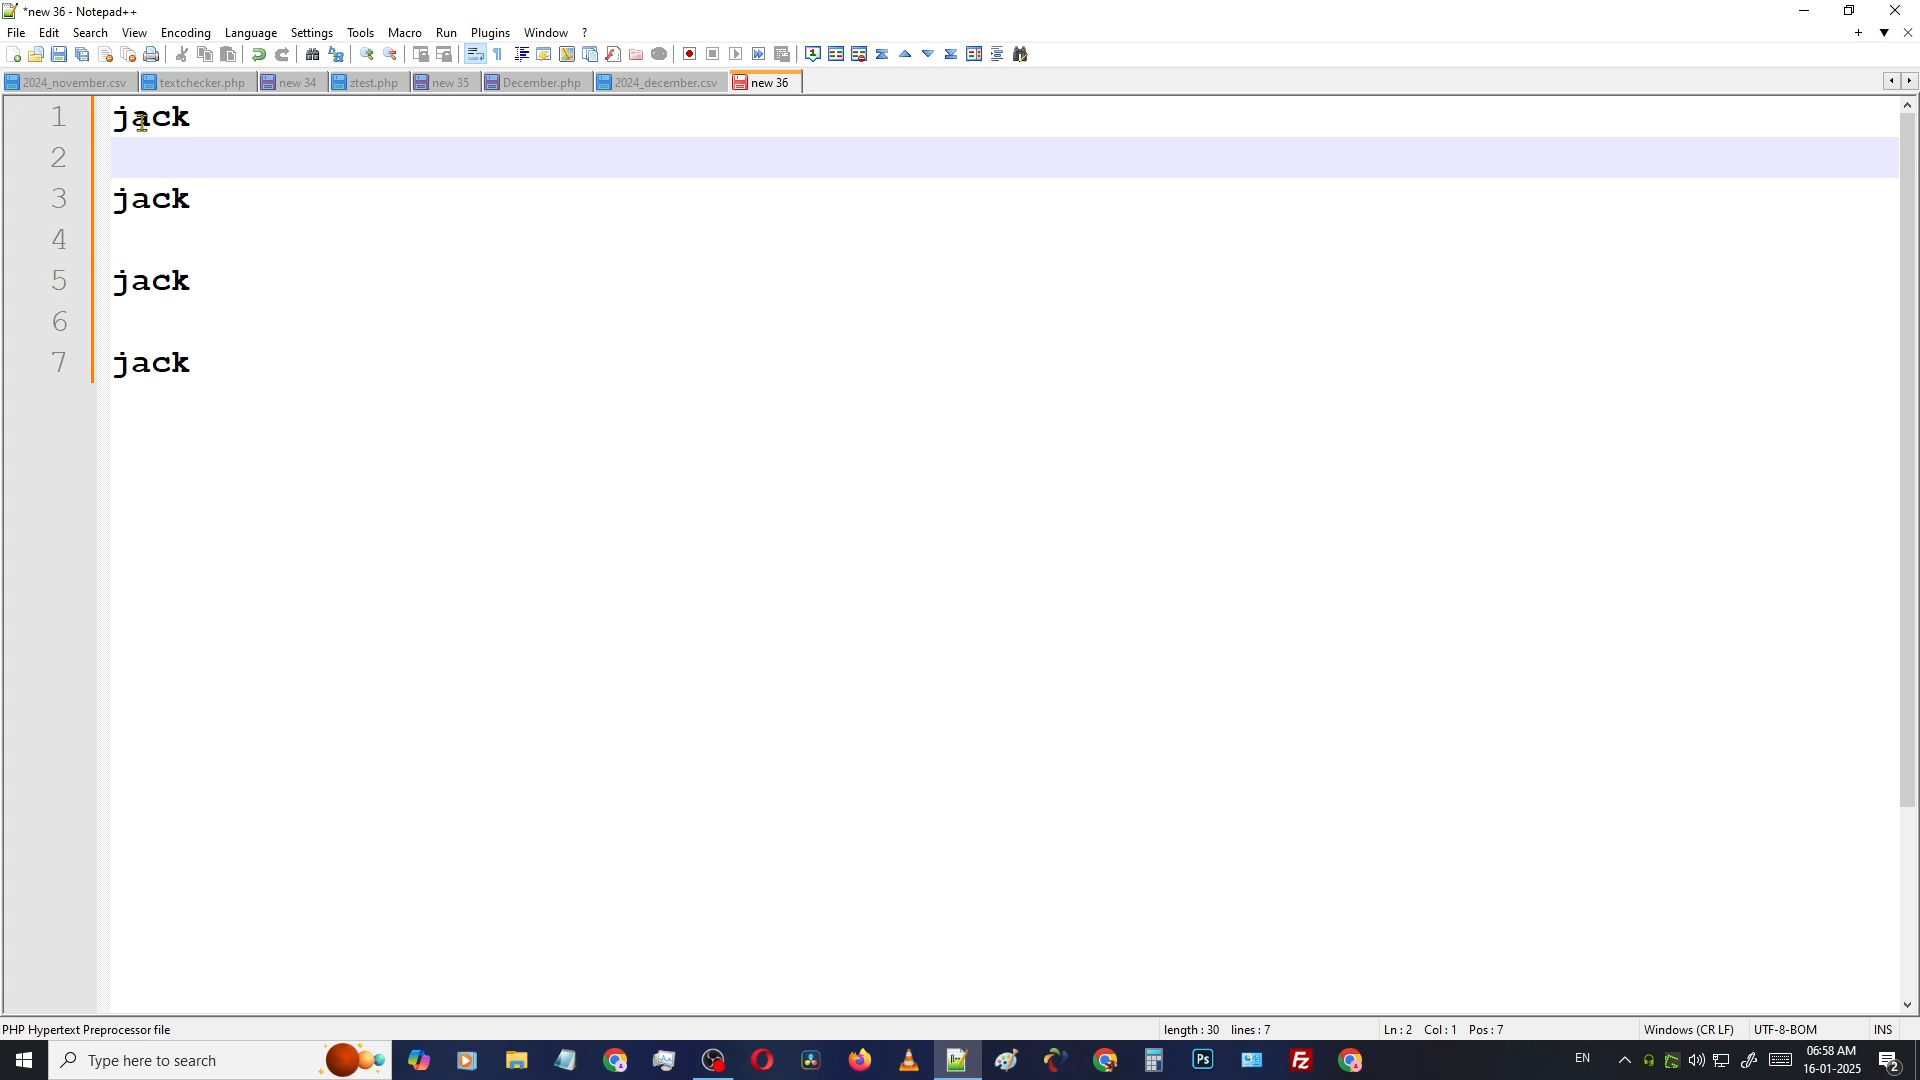 *new 36 - Notepad++
File Edit Search View Encoding Language Settings Tools Macro Run Plugins Window ?
2024_november.csv textchecker.php new 34 ztest.php new 35 December.php 2024_december.csv new 36
1 jack
2
3 jack
4
5 jack
6
7 jack
PHP Hypertext Preprocessor file length : 30 lines : 7 Ln : 2 Col : 1 Pos : 7 Windows (CR LF) UTF-8-BOM INS
Type here to search Ps Fz EN 06:58 AM
16-01-2025 2